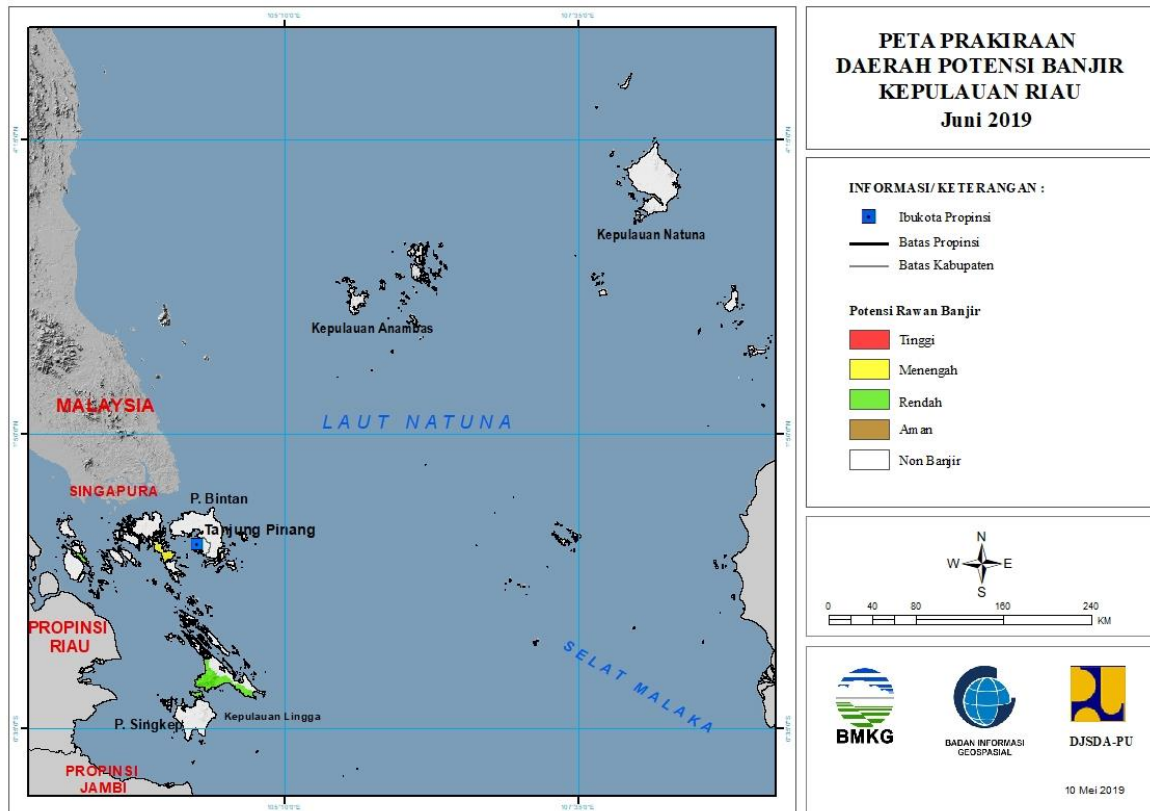 PETA PRAKIRAAN
DAERAH POTENSI BANJIR
KEPULAUAN RIAU
Juni 2019
INFORMASI/ KETERANGAN :
Ibukota Propinsi
Batas Propinsi
Batas Kabupaten
Potensi Rawan Banjir
Tinggi
Menengah
Rendah
Aman
Non Banjir
N
W E
S
0 40 80 160 240
KM
BMKG
BADAN INFORMASI
GEOSPASIAL
DJSDA-PU
10 Mei 2019
Kepulauan Natuna
Kepulauan Anambas
MALAYSIA
LAUT NATUNA
SINGAPURA
P. Bintan
Tanjung Pinang
PROPINSI
RIAU
SELAT MALAKA
P. Singkep
Kepulauan Lingga
PROPINSI
JAMBI